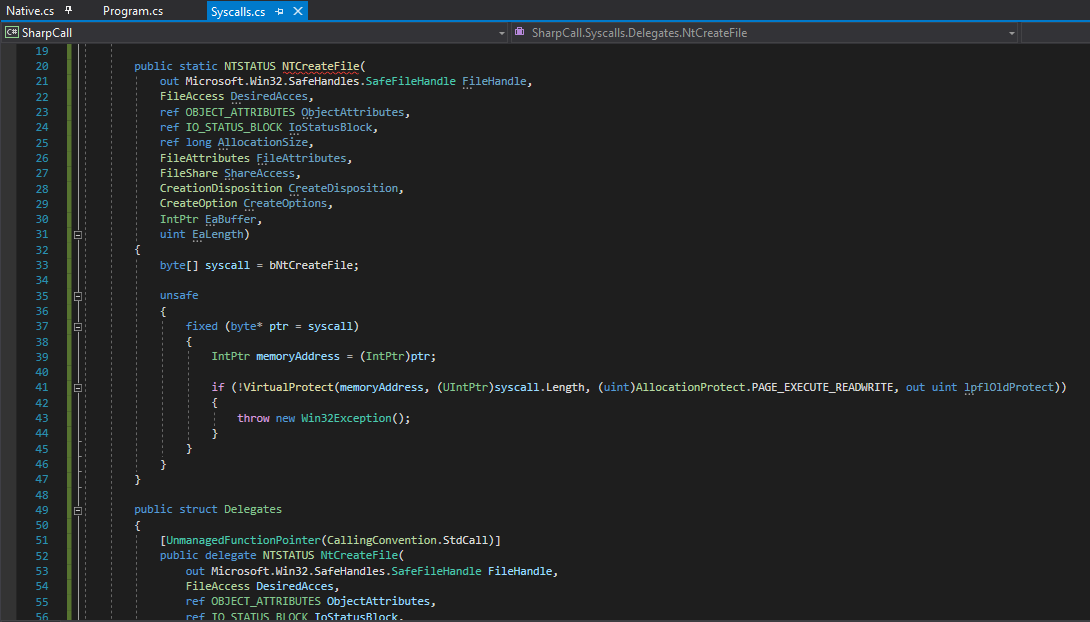 Native.cs Program.cs Syscalls.cs
C# SharpCall SharpCall.Syscalls.Delegates.NtCreateFile
19
20 public static NTSTATUS NTCreateFile(
21 out Microsoft.Win32.SafeHandles.SafeFileHandle FileHandle,
22 FileAccess DesiredAcces,
23 ref OBJECT_ATTRIBUTES ObjectAttributes,
24 ref IO_STATUS_BLOCK IoStatusBlock,
25 ref long AllocationSize,
26 FileAttributes FileAttributes,
27 FileShare ShareAccess,
28 CreationDisposition CreateDisposition,
29 CreateOption CreateOptions,
30 IntPtr EaBuffer,
31 uint EaLength)
32 {
33 byte[] syscall = bNtCreateFile;
34
35 unsafe
36 {
37 fixed (byte* ptr = syscall)
38 {
39 IntPtr memoryAddress = (IntPtr)ptr;
40
41 if (!VirtualProtect(memoryAddress, (UIntPtr)syscall.Length, (uint)AllocationProtect.PAGE_EXECUTE_READWRITE, out uint lpflOldProtect))
42 {
43 throw new Win32Exception();
44 }
45 }
46 }
47 }
48
49 public struct Delegates
50 {
51 [UnmanagedFunctionPointer(CallingConvention.StdCall)]
52 public delegate NTSTATUS NtCreateFile(
53 out Microsoft.Win32.SafeHandles.SafeFileHandle FileHandle,
54 FileAccess DesiredAcces,
55 ref OBJECT_ATTRIBUTES ObjectAttributes,
56 ref IO_STATUS_BLOCK IoStatusBlock,